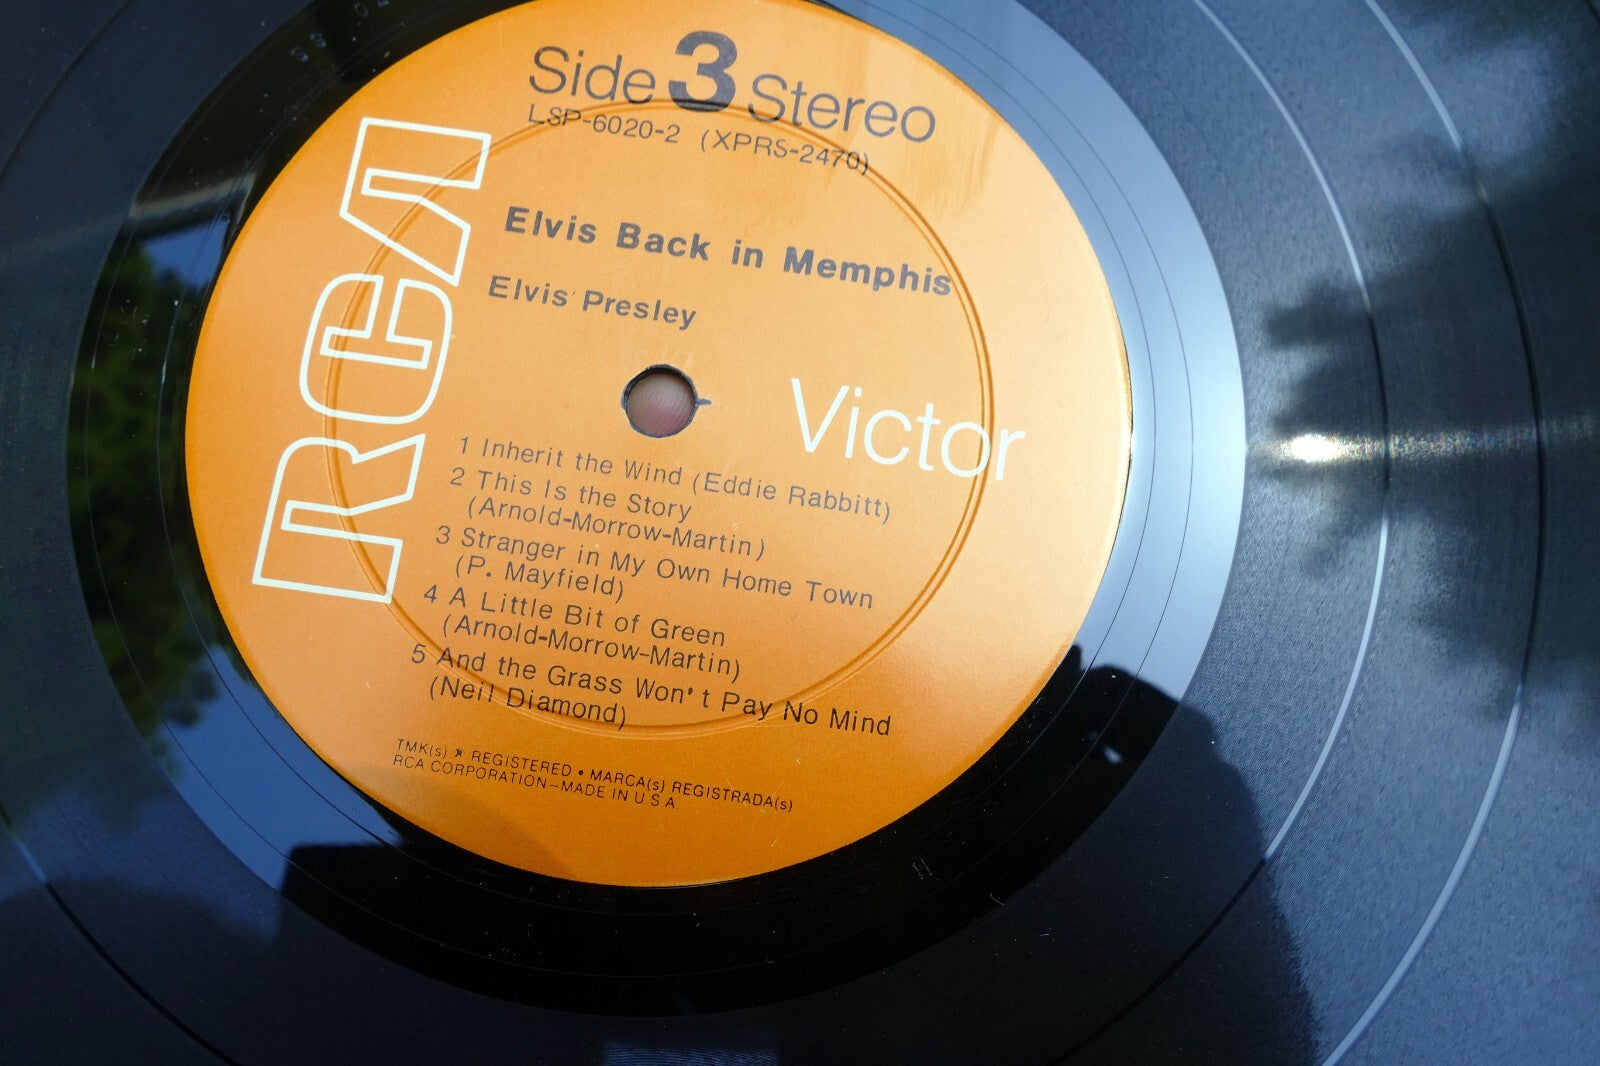 Side 3 Stereo
LSP-6020-2 (XPRS-2470)
RCA
Elvis Back in Memphis
Elvis Presley
Victor
1 Inherit the Wind (Eddie Rabbitt)
2 This Is the Story
(Arnold-Morrow-Martin)
3 Stranger in My Own Home Town
(P. Mayfield)
4 A Little Bit of Green
(Arnold-Morrow-Martin)
5 And the Grass Won't Pay No Mind
(Neil Diamond)
TMK(s) ® REGISTERED • MARCA(s) REGISTRADA(s)
RCA CORPORATION—MADE IN U S A